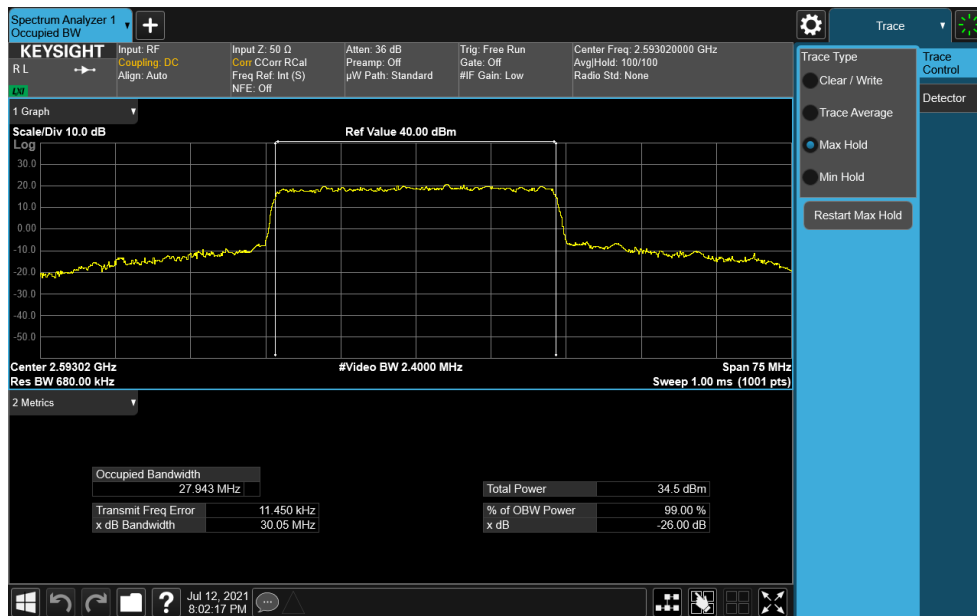 Spectrum Analyzer 1
Occupied BW
Trace
KEYSIGHT
R L
LXI
Input: RF
Coupling: DC
Align: Auto
Input Z: 50 Ω
Corr CCorr RCal
Freq Ref: Int (S)
NFE: Off
Atten: 36 dB
Preamp: Off
µW Path: Standard
Trig: Free Run
Gate: Off
#IF Gain: Low
Center Freq: 2.593020000 GHz
Avg|Hold: 100/100
Radio Std: None
Trace Type
Clear / Write
Trace Average
Max Hold
Min Hold
Restart Max Hold
Trace
Control
Detector
1 Graph
Scale/Div 10.0 dB
Ref Value 40.00 dBm
Log
30.0
20.0
10.0
0.00
-10.0
-20.0
-30.0
-40.0
-50.0
Center 2.59302 GHz
#Video BW 2.4000 MHz
Span 75 MHz
Res BW 680.00 kHz
Sweep 1.00 ms (1001 pts)
2 Metrics
Occupied Bandwidth
27.943 MHz
Total Power 34.5 dBm
Transmit Freq Error 11.450 kHz
% of OBW Power 99.00 %
x dB Bandwidth 30.05 MHz
x dB -26.00 dB
?
Jul 12, 2021
8:02:17 PM